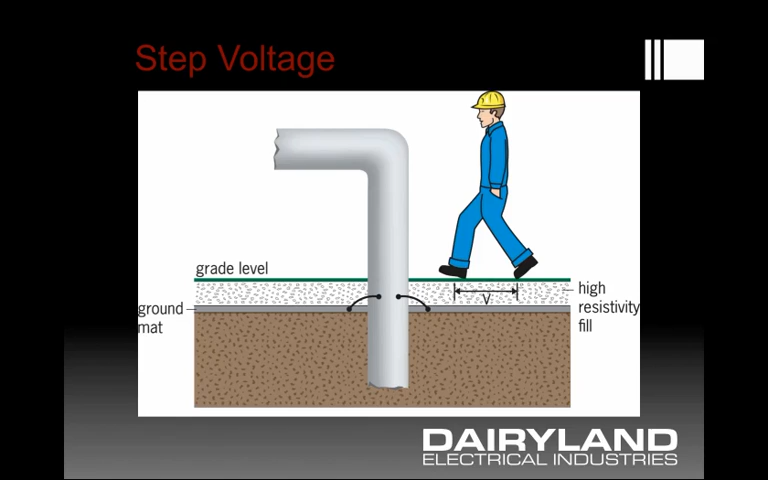 Step Voltage
grade level
ground
mat
V
high
resistivity
fill
DAIRYLAND
ELECTRICAL INDUSTRIES